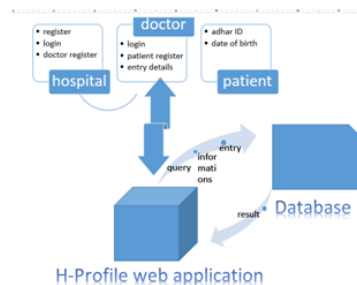 doctor
• register
• login
• doctor register
hospital
• login
• patient register
• entry details
• adhar ID
• date of birth
patient
entry
infor
mati
ons
query
result
Database
H-Profile web application